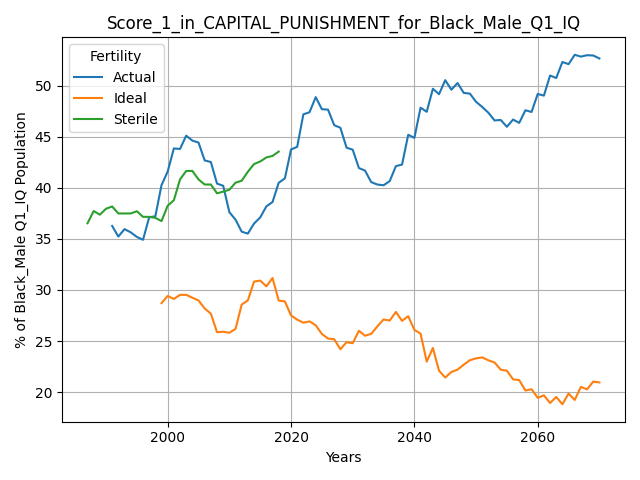 Score_1_in_CAPITAL_PUNISHMENT_for_Black_Male_Q1_IQ
Fertility
Actual
Ideal
Sterile
% of Black_Male Q1_IQ Population
50
45
40
35
30
25
20
2000
2020
2040
2060
Years